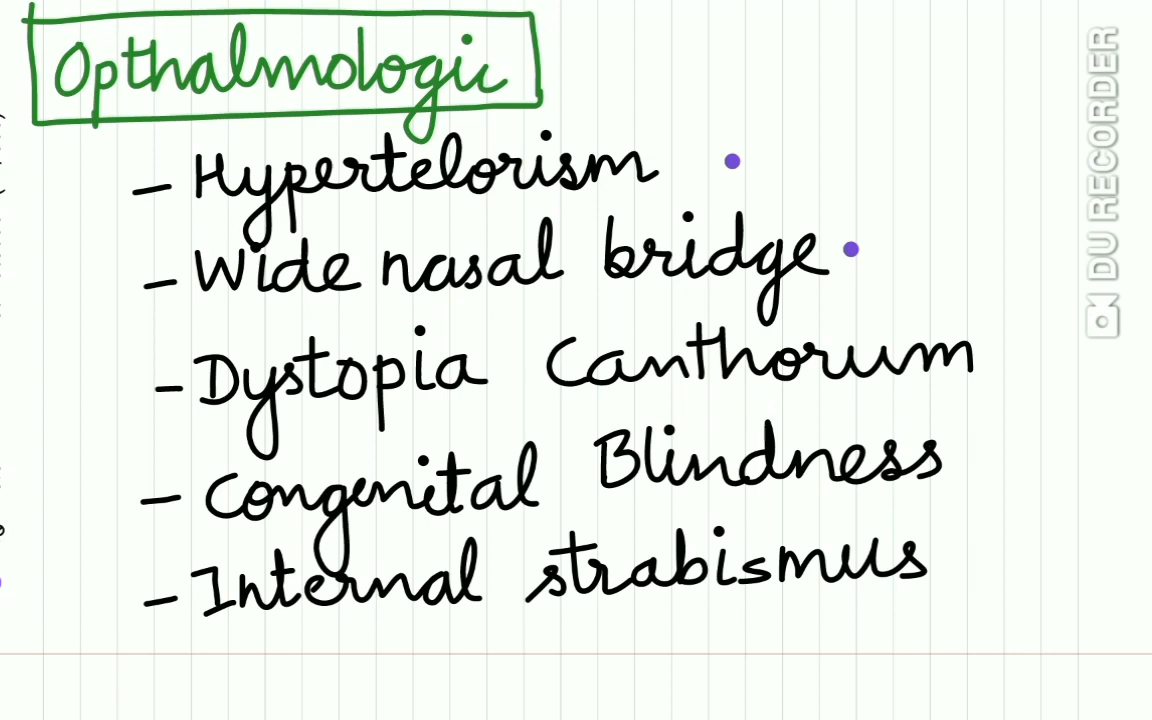 Opthalmologic
- Hypertelorism
- Wide nasal bridge
- Dystopia Canthorum
- Congenital Blindness
- Internal strabismus
DU RECORDER